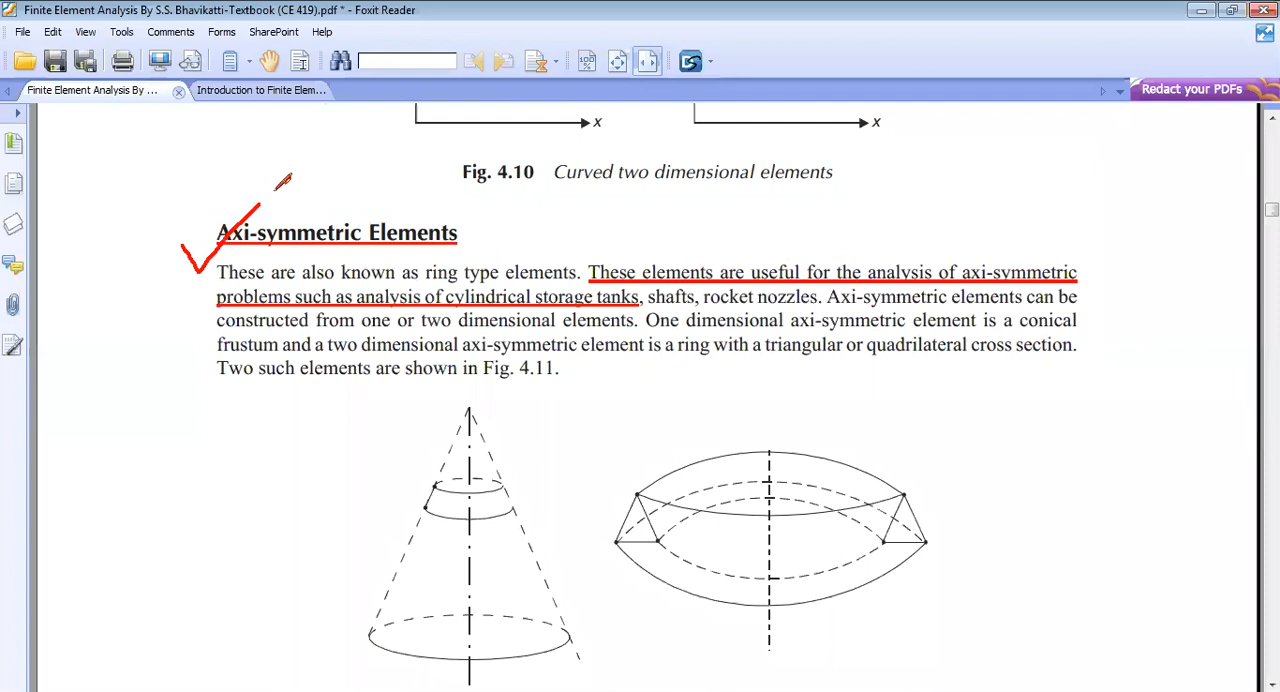 Finite Element Analysis By S.S. Bhavikatti-Textbook (CE 419).pdf * - Foxit Reader
File Edit View Tools Comments Forms SharePoint Help
Finite Element Analysis By ... Introduction to Finite Elem... Redact your PDFs
x x
Fig. 4.10 Curved two dimensional elements
Axi-symmetric Elements
These are also known as ring type elements. These elements are useful for the analysis of axi-symmetric
problems such as analysis of cylindrical storage tanks, shafts, rocket nozzles. Axi-symmetric elements can be
constructed from one or two dimensional elements. One dimensional axi-symmetric element is a conical
frustum and a two dimensional axi-symmetric element is a ring with a triangular or quadrilateral cross section.
Two such elements are shown in Fig. 4.11.